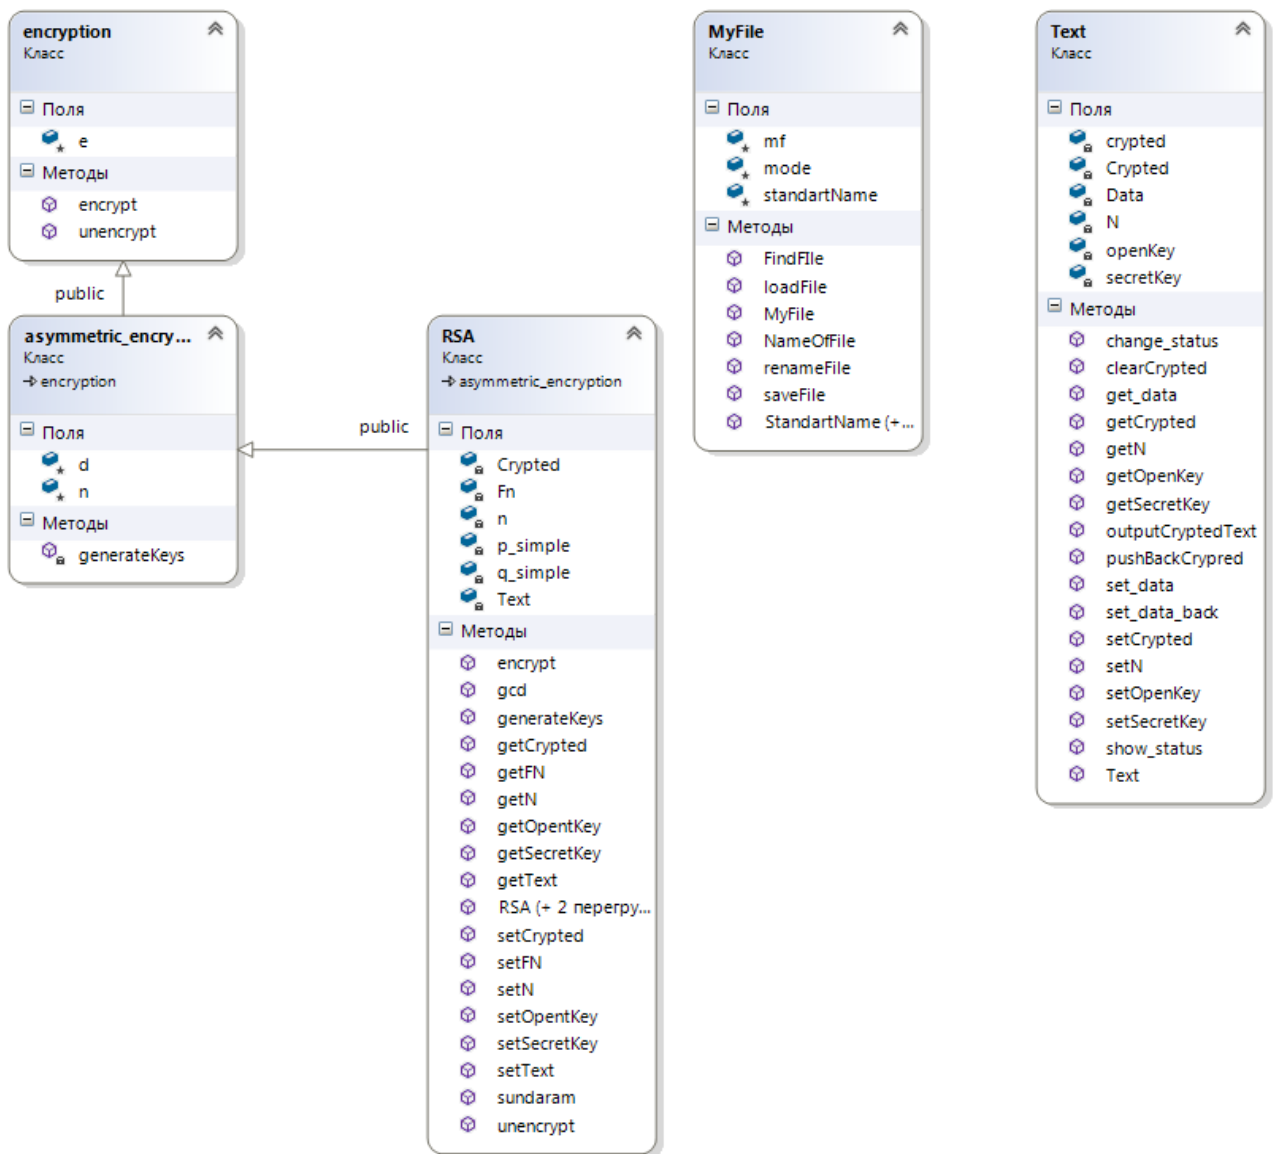 encryption
Класс
Поля
e
Методы
encrypt
unencrypt
public
asymmetric_encry...
Класс
encryption
Поля
d
n
Методы
generateKeys
public
RSA
Класс
asymmetric_encryption
Поля
Crypted
Fn
n
p_simple
q_simple
Text
Методы
encrypt
gcd
generateKeys
getCrypted
getFN
getN
getOpentKey
getSecretKey
getText
RSA (+ 2 перегру...
setCrypted
setFN
setN
setOpentKey
setSecretKey
setText
sundaram
unencrypt
MyFile
Класс
Поля
mf
mode
standartName
Методы
FindFIle
loadFile
MyFile
NameOfFile
renameFile
saveFile
StandartName (+...
Text
Класс
Поля
crypted
Crypted
Data
N
openKey
secretKey
Методы
change_status
clearCrypted
get_data
getCrypted
getN
getOpenKey
getSecretKey
outputCryptedText
pushBackCrypred
set_data
set_data_back
setCrypted
setN
setOpenKey
setSecretKey
show_status
Text